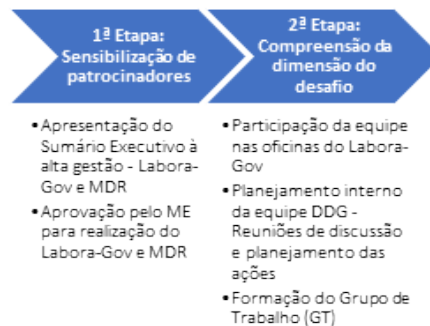 1ª Etapa:
Sensibilização de
patrocinadores
•Apresentação do
Sumário Executivo à
alta gestão - Labora-
Gov e MDR
•Aprovação pelo ME
para realização do
Labora-Gov e MDR
2ª Etapa:
Compreensão da
dimensão do
desafio
•Participação da equipe
nas oficinas do Labora-
Gov
•Planejamento interno
da equipe DDG -
Reuniões de discussão
e planejamento das
ações
•Formação do Grupo de
Trabalho (GT)